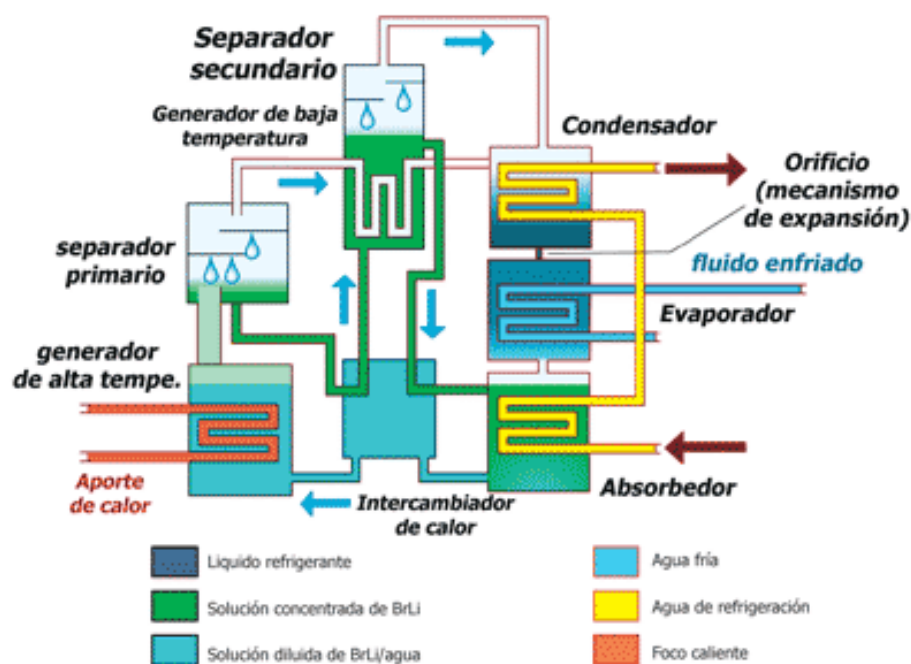 Separador
secundario
Generador de baja
temperatura
Condensador
Orificio
(mecanismo
de expansión)
separador
primario
fluido enfriado
Evaporador
generador
de alta tempe.
Aporte
de calor
Intercambiador
de calor
Absorbedor
Liquido refrigerante
Agua fría
Solución concentrada de BrLi
Agua de refrigeración
Solución diluida de BrLi/agua
Foco caliente